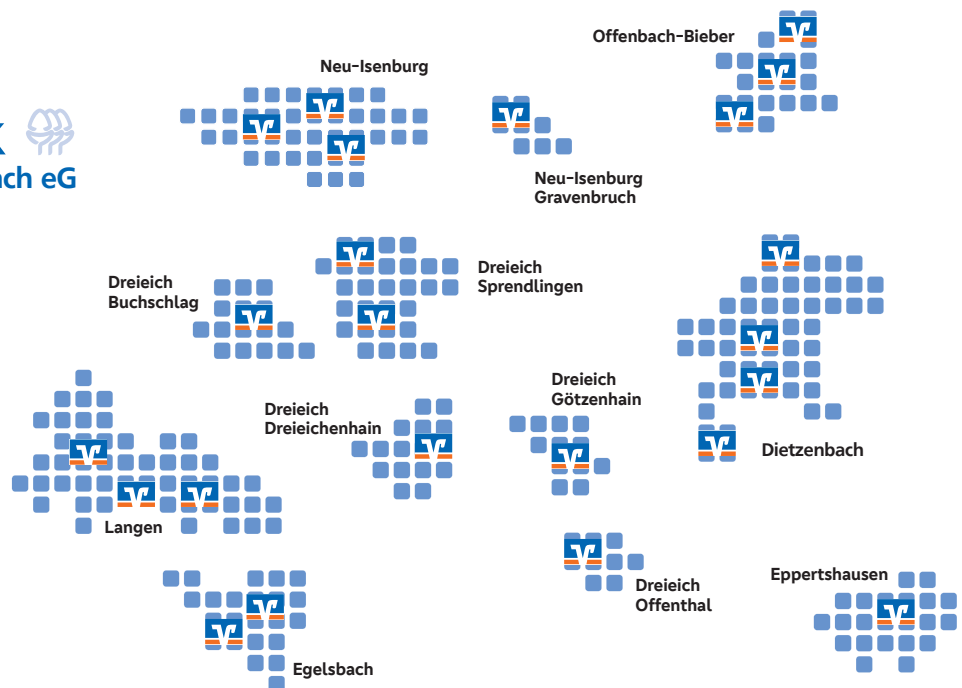 Offenbach-Bieber
Neu-Isenburg
ach eG
Neu-Isenburg
Gravenbruch
Dreieich
Sprendlingen
Dreieich
Buchschlag
Dreieich
Götzenhain
Dreieich
Dreieichenhain
Dietzenbach
Langen
Eppertshausen
Dreieich
Offenthal
Egelsbach